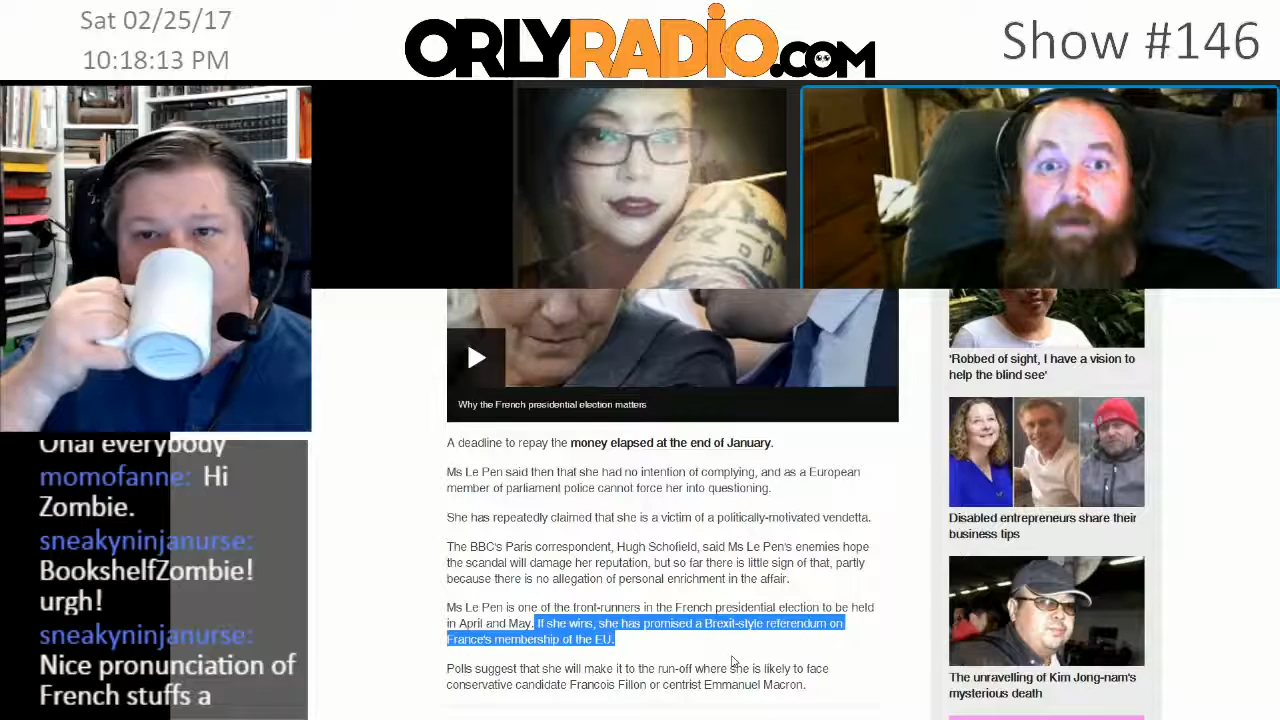 Sat 02/25/17
10:18:13 PM
ORLYRADIO.COM
Show #146
Why the French presidential election matters
A deadline to repay the money elapsed at the end of January.
Ms Le Pen said then that she had no intention of complying, and as a European
member of parliament police cannot force her into questioning.
She has repeatedly claimed that she is a victim of a politically-motivated vendetta.
The BBC's Paris correspondent, Hugh Schofield, said Ms Le Pen's enemies hope
the scandal will damage her reputation, but so far there is little sign of that, partly
because there is no allegation of personal enrichment in the affair.
Ms Le Pen is one of the front-runners in the French presidential election to be held
in April and May. If she wins, she has promised a Brexit-style referendum on
France's membership of the EU.
Polls suggest that she will make it to the run-off where she is likely to face
conservative candidate Francois Fillon or centrist Emmanuel Macron.
'Robbed of sight, I have a vision to
help the blind see'
Disabled entrepreneurs share their
business tips
The unravelling of Kim Jong-nam's
mysterious death
everybody
momofanne: Hi
Zombie.
sneakyninjanurse:
BookshelfZombie!
urgh!
sneakyninjanurse:
Nice pronunciation of
French stuffs a